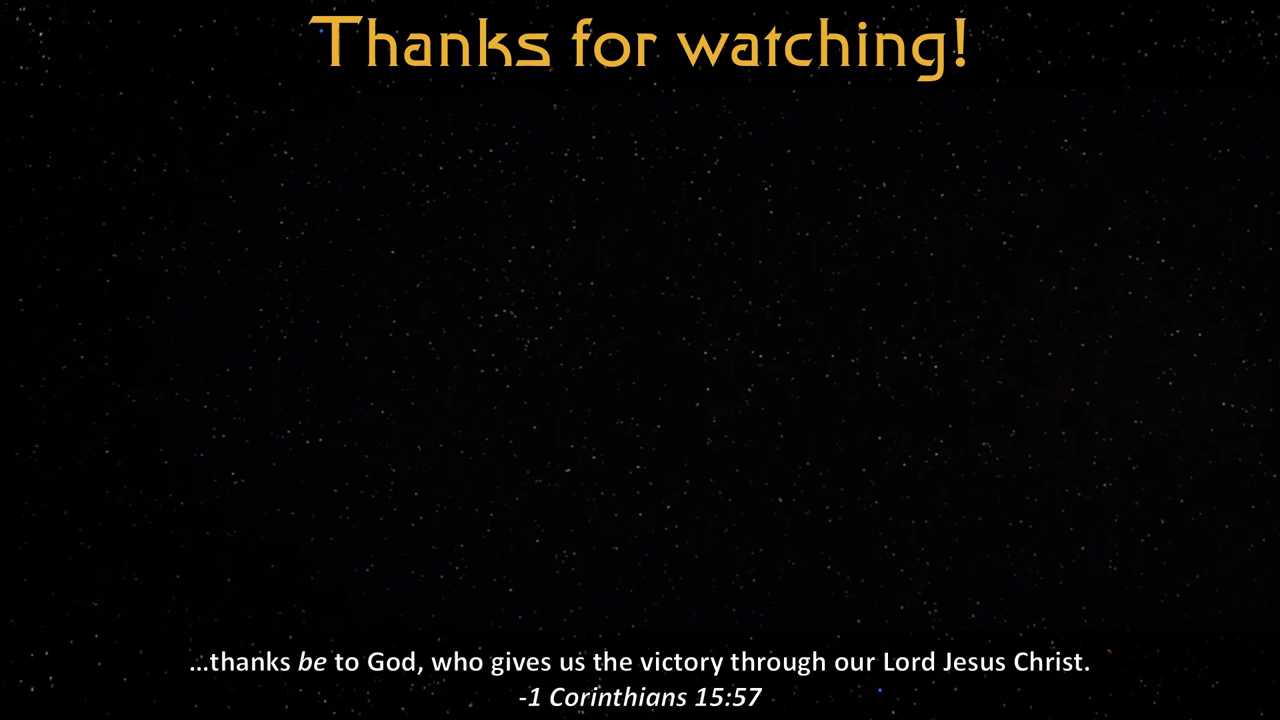 Thanks for watching!
...thanks be to God, who gives us the victory through our Lord Jesus Christ.
-1 Corinthians 15:57